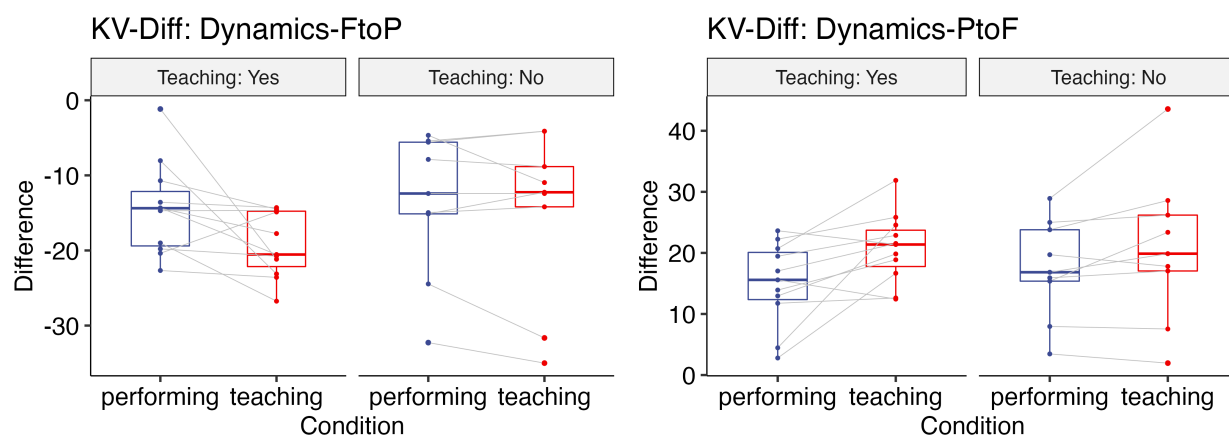 KV-Diff: Dynamics-FtoP
Teaching: Yes
Teaching: No
Difference
0
-10
-20
-30
performing
teaching
performing
teaching
Condition
KV-Diff: Dynamics-PtoF
Teaching: Yes
Teaching: No
Difference
40
30
20
10
0
performing
teaching
performing
teaching
Condition